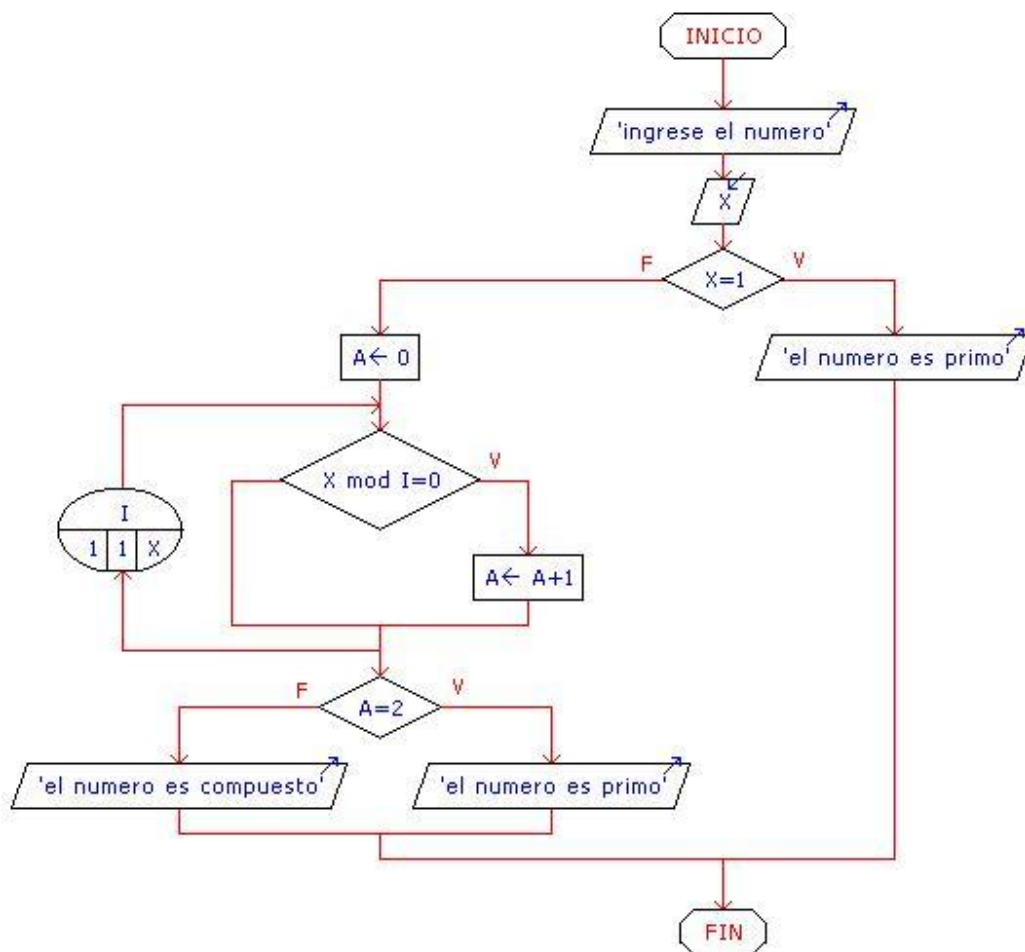 INICIO
'ingrese el numero'
X
F
V
X=1
A← 0
'el numero es primo'
X mod I=0
V
I
1 1 X
A← A+1
F
V
A=2
'el numero es compuesto'
'el numero es primo'
FIN